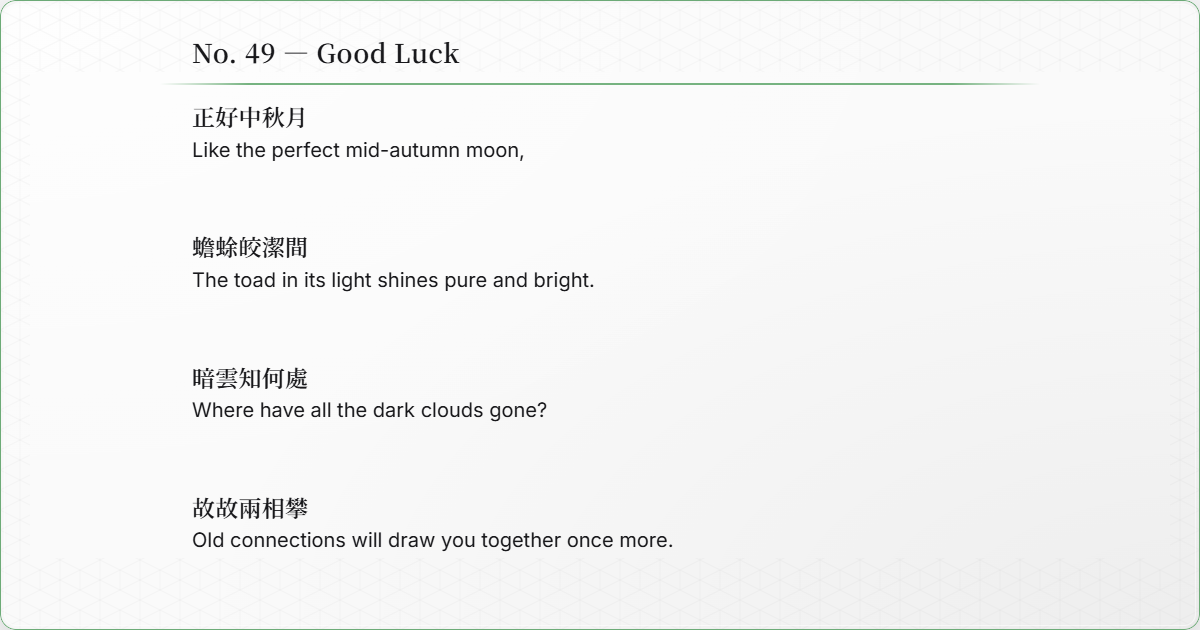 No. 49 — Good Luck
正好中秋月
Like the perfect mid-autumn moon,
蟾蜍皎潔間
The toad in its light shines pure and bright.
暗雲知何處
Where have all the dark clouds gone?
故故兩相攀
Old connections will draw you together once more.